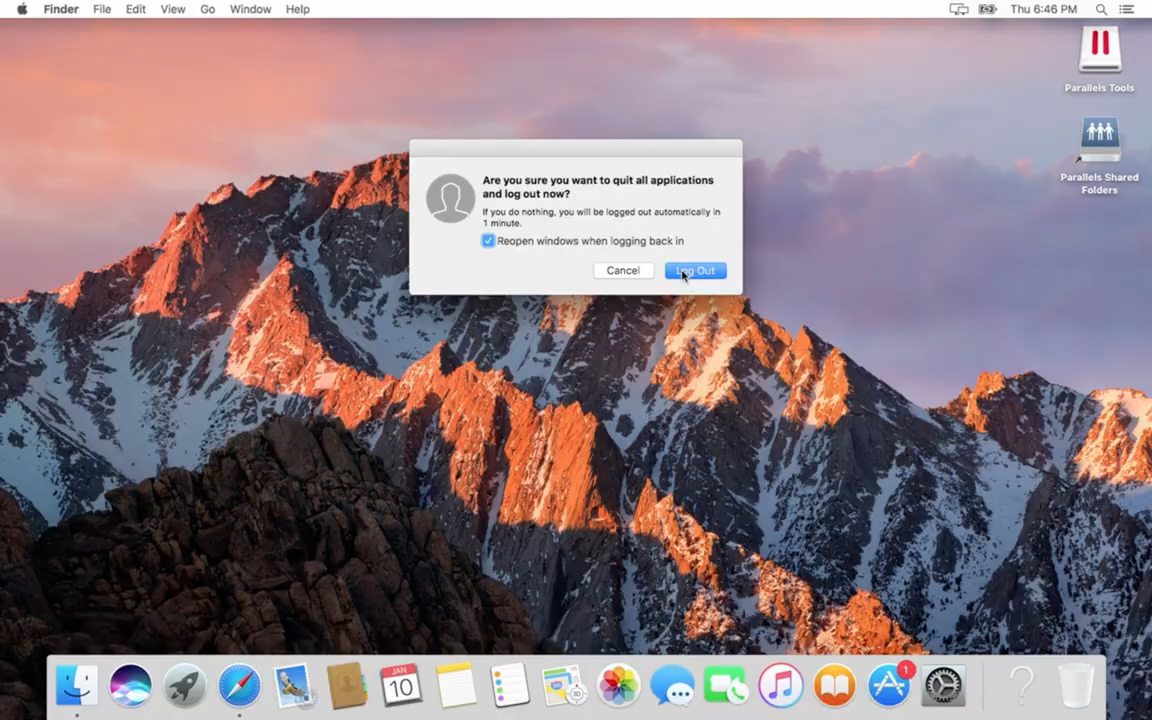 Finder File Edit View Go Window Help Thu 6:46 PM
Parallels Tools
Parallels Shared
Folders
Are you sure you want to quit all applications
and log out now?
If you do nothing, you will be logged out automatically in
1 minute.
Reopen windows when logging back in
Cancel Log Out
JAN
10
1